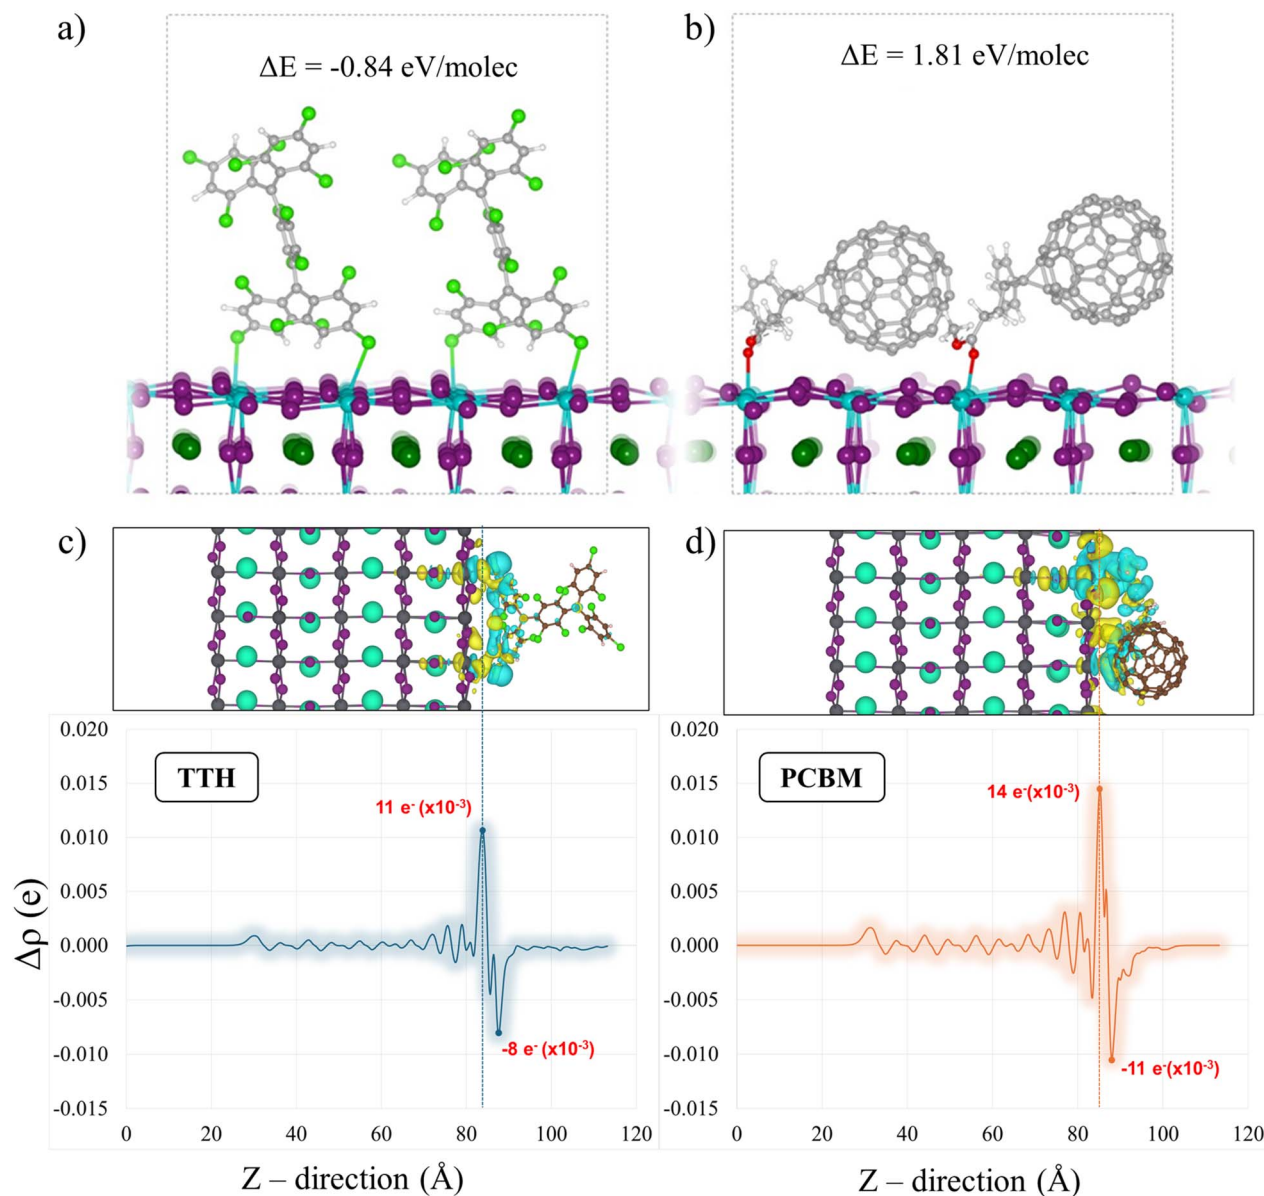 a)
ΔE = -0.84 eV/molec
b)
ΔE = 1.81 eV/molec
c)
d)
0.020
0.015
0.010
0.005
0.000
-0.005
-0.010
-0.015
Δρ (e)
TTH
11 e⁻ (x10⁻³)
-8 e⁻ (x10⁻³)
0 20 40 60 80 100 120
Z – direction (Å)
0.020
0.015
0.010
0.005
0.000
-0.005
-0.010
-0.015
PCBM
14 e⁻ (x10⁻³)
-11 e⁻(x10⁻³)
0 20 40 60 80 100 120
Z – direction (Å)